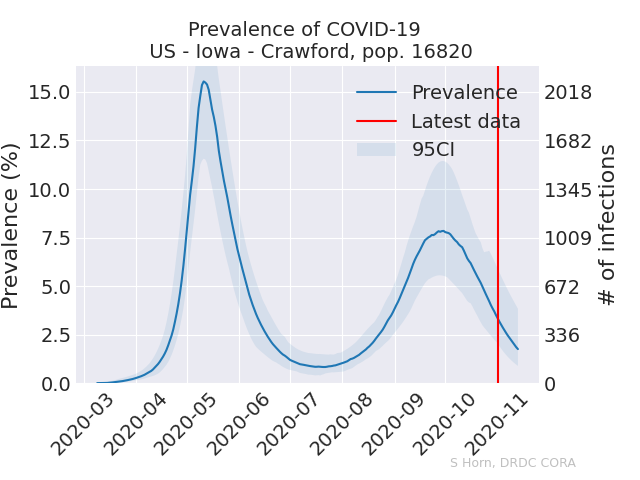 Prevalence of COVID-19
US - Iowa - Crawford, pop. 16820
Prevalence (%)
15.0
12.5
10.0
7.5
5.0
2.5
0.0
Prevalence
Latest data
95CI
2018
1682
1345
1009
672
336
0
# of infections
2020-03
2020-04
2020-05
2020-06
2020-07
2020-08
2020-09
2020-10
2020-11
S Horn, DRDC CORA